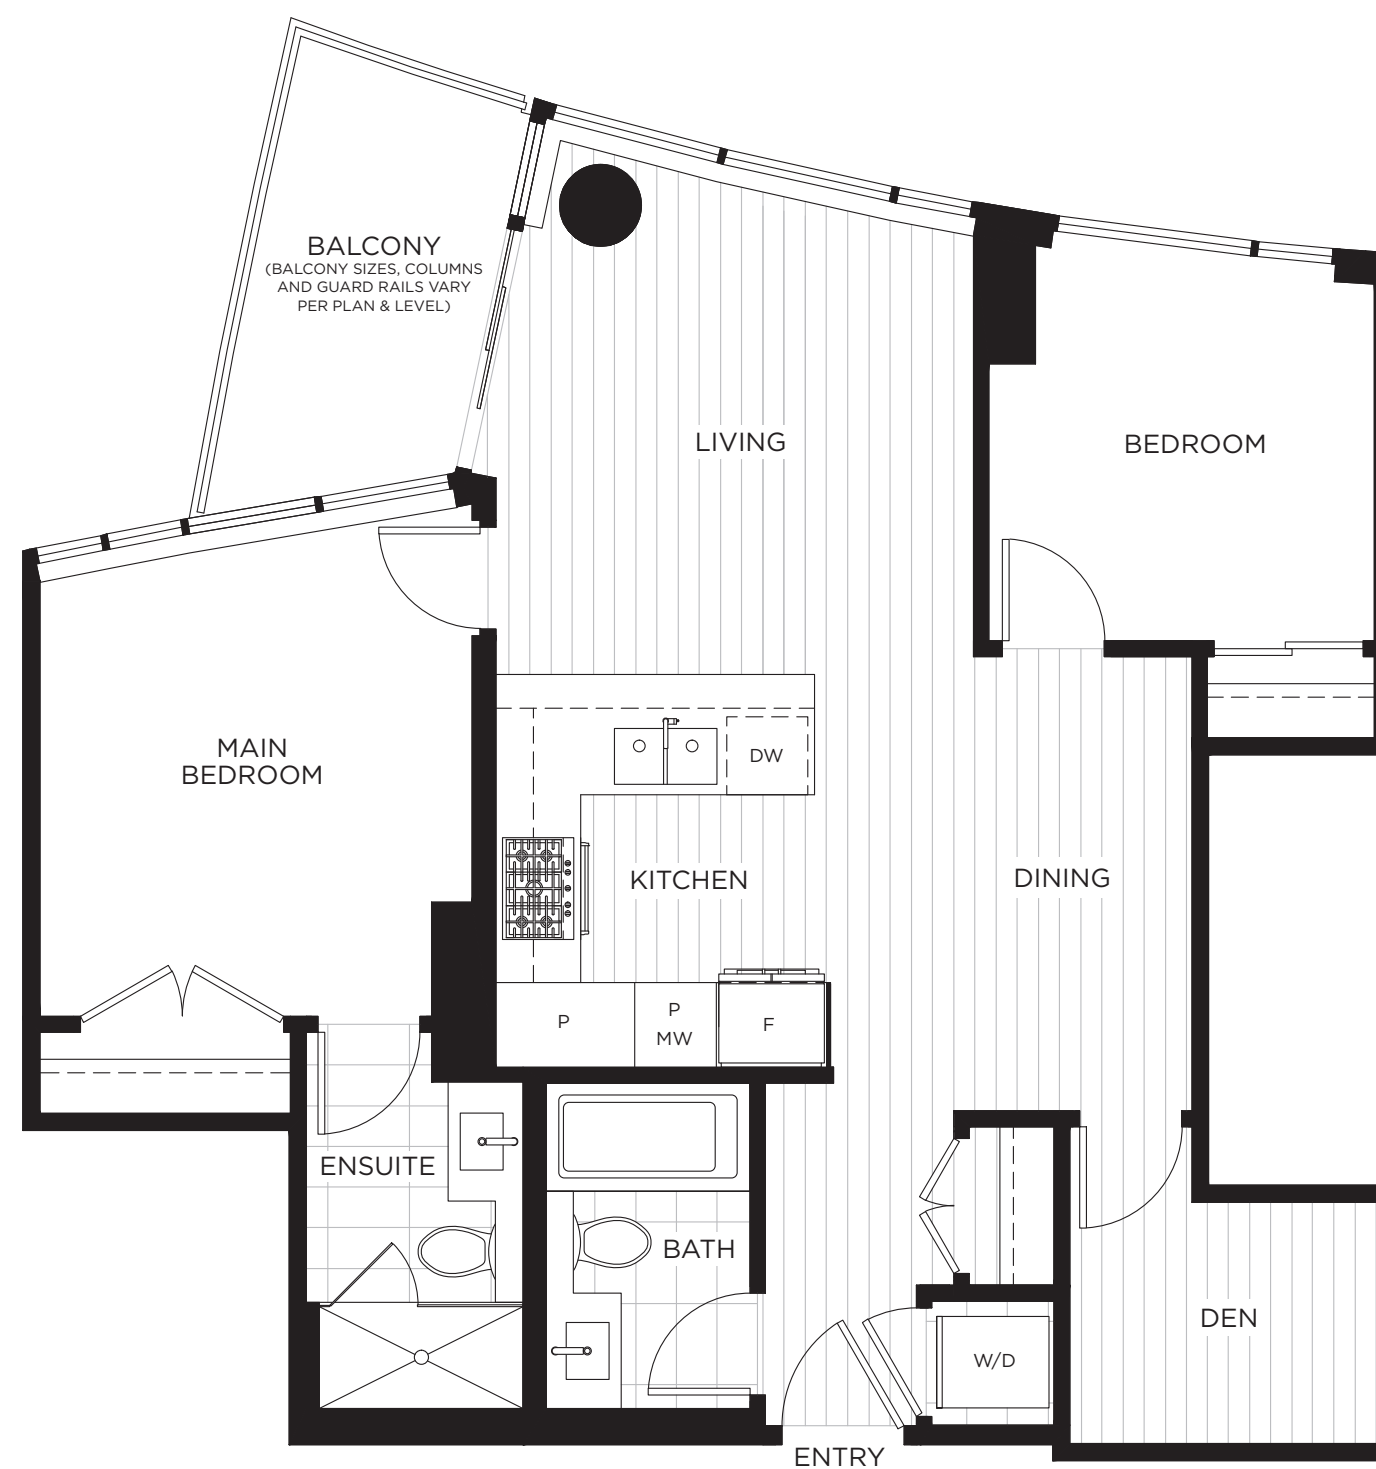 BALCONY
(BALCONY SIZES, COLUMNS
AND GUARD RAILS VARY
PER PLAN & LEVEL)
LIVING
BEDROOM
MAIN
BEDROOM
DW
KITCHEN
DINING
P
P
MW
F
ENSUITE
BATH
DEN
W/D
ENTRY